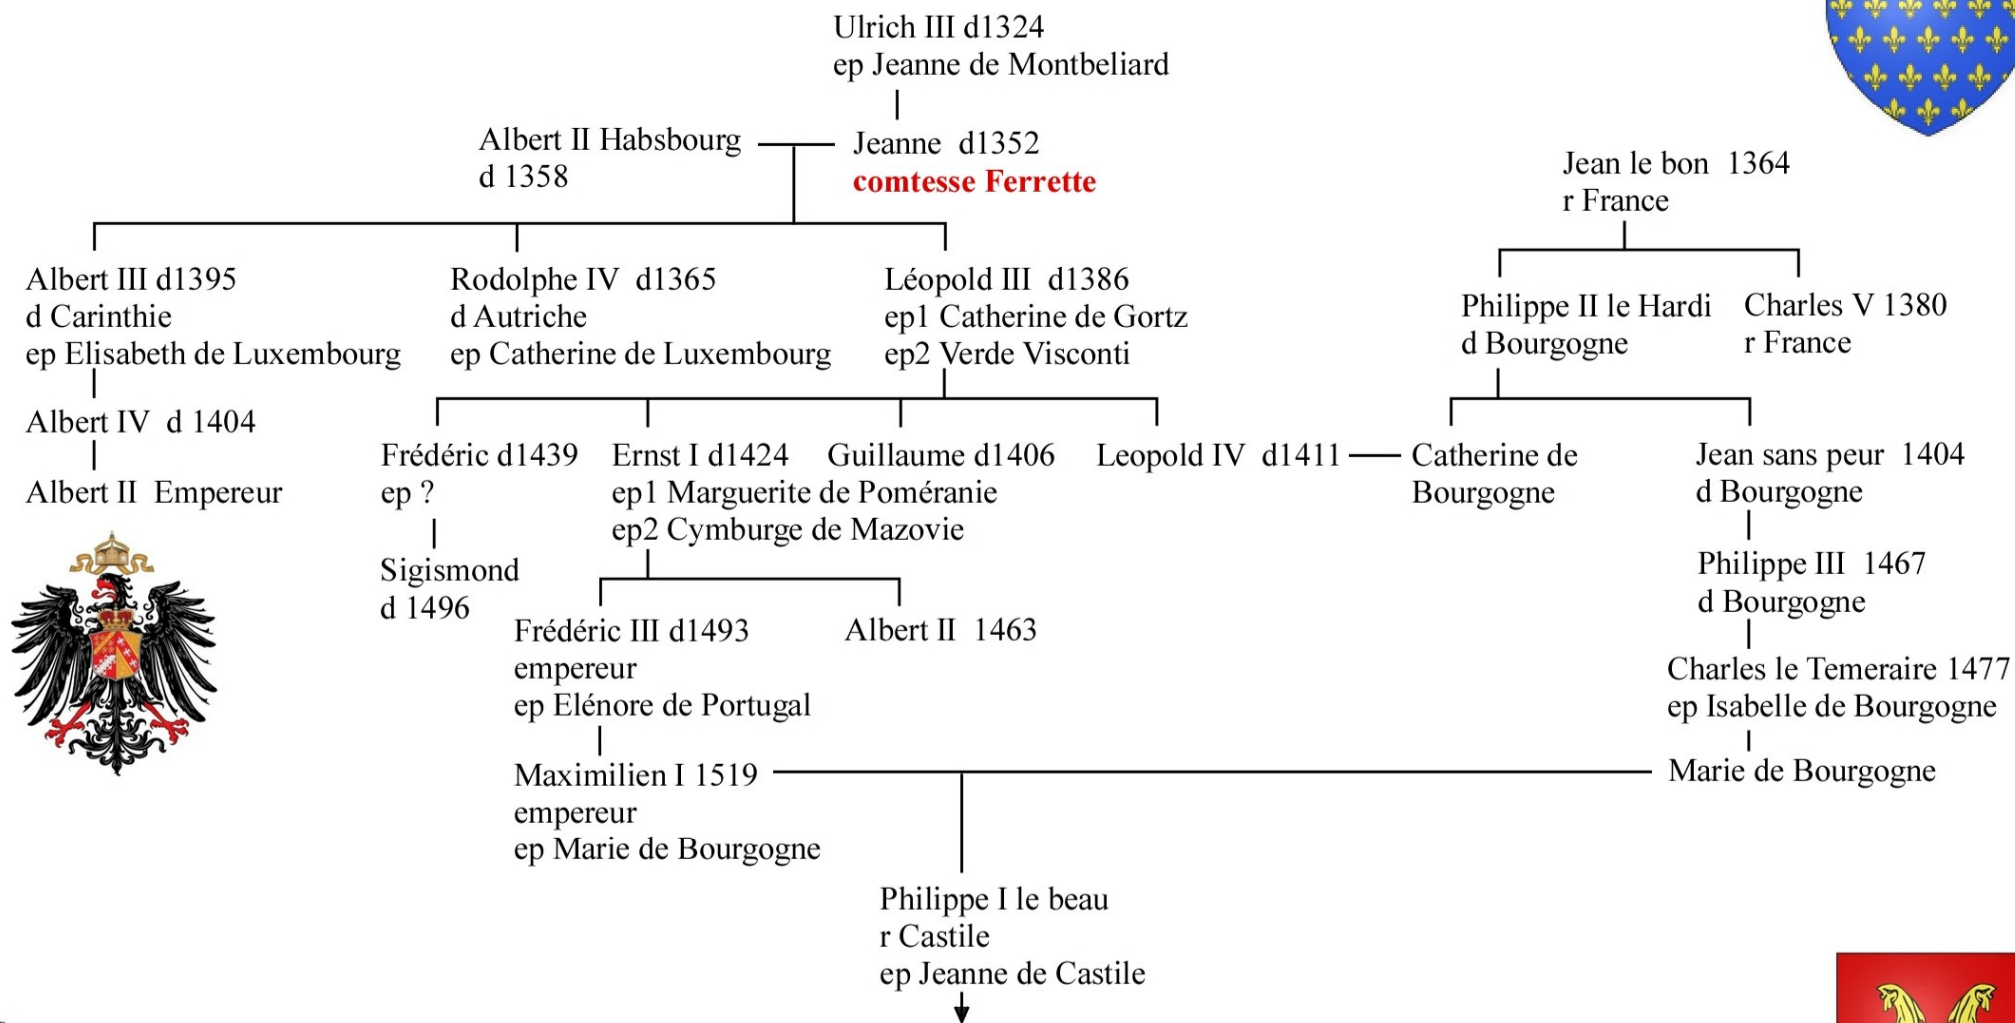 Ulrich III d1324
ep Jeanne de Montbeliard
Albert II Habsbourg
d 1358
Jeanne d1352
comtesse Ferrette
Jean le bon 1364
r France
Albert III d1395
d Carinthie
ep Elisabeth de Luxembourg
Rodolphe IV d1365
d Autriche
ep Catherine de Luxembourg
Léopold III d1386
ep1 Catherine de Gortz
ep2 Verde Visconti
Philippe II le Hardi
d Bourgogne
Charles V 1380
r France
Albert IV d 1404
Albert II Empereur
Frédéric d1439
ep ?
Ernst I d1424
ep1 Marguerite de Poméranie
ep2 Cymburge de Mazovie
Guillaume d1406
Leopold IV d1411
Catherine de
Bourgogne
Jean sans peur 1404
d Bourgogne
Sigismond
d 1496
Philippe III 1467
d Bourgogne
Frédéric III d1493
empereur
ep Elénore de Portugal
Albert II 1463
Charles le Temeraire 1477
ep Isabelle de Bourgogne
Maximilien I 1519
empereur
ep Marie de Bourgogne
Marie de Bourgogne
Philippe I le beau
r Castile
ep Jeanne de Castile